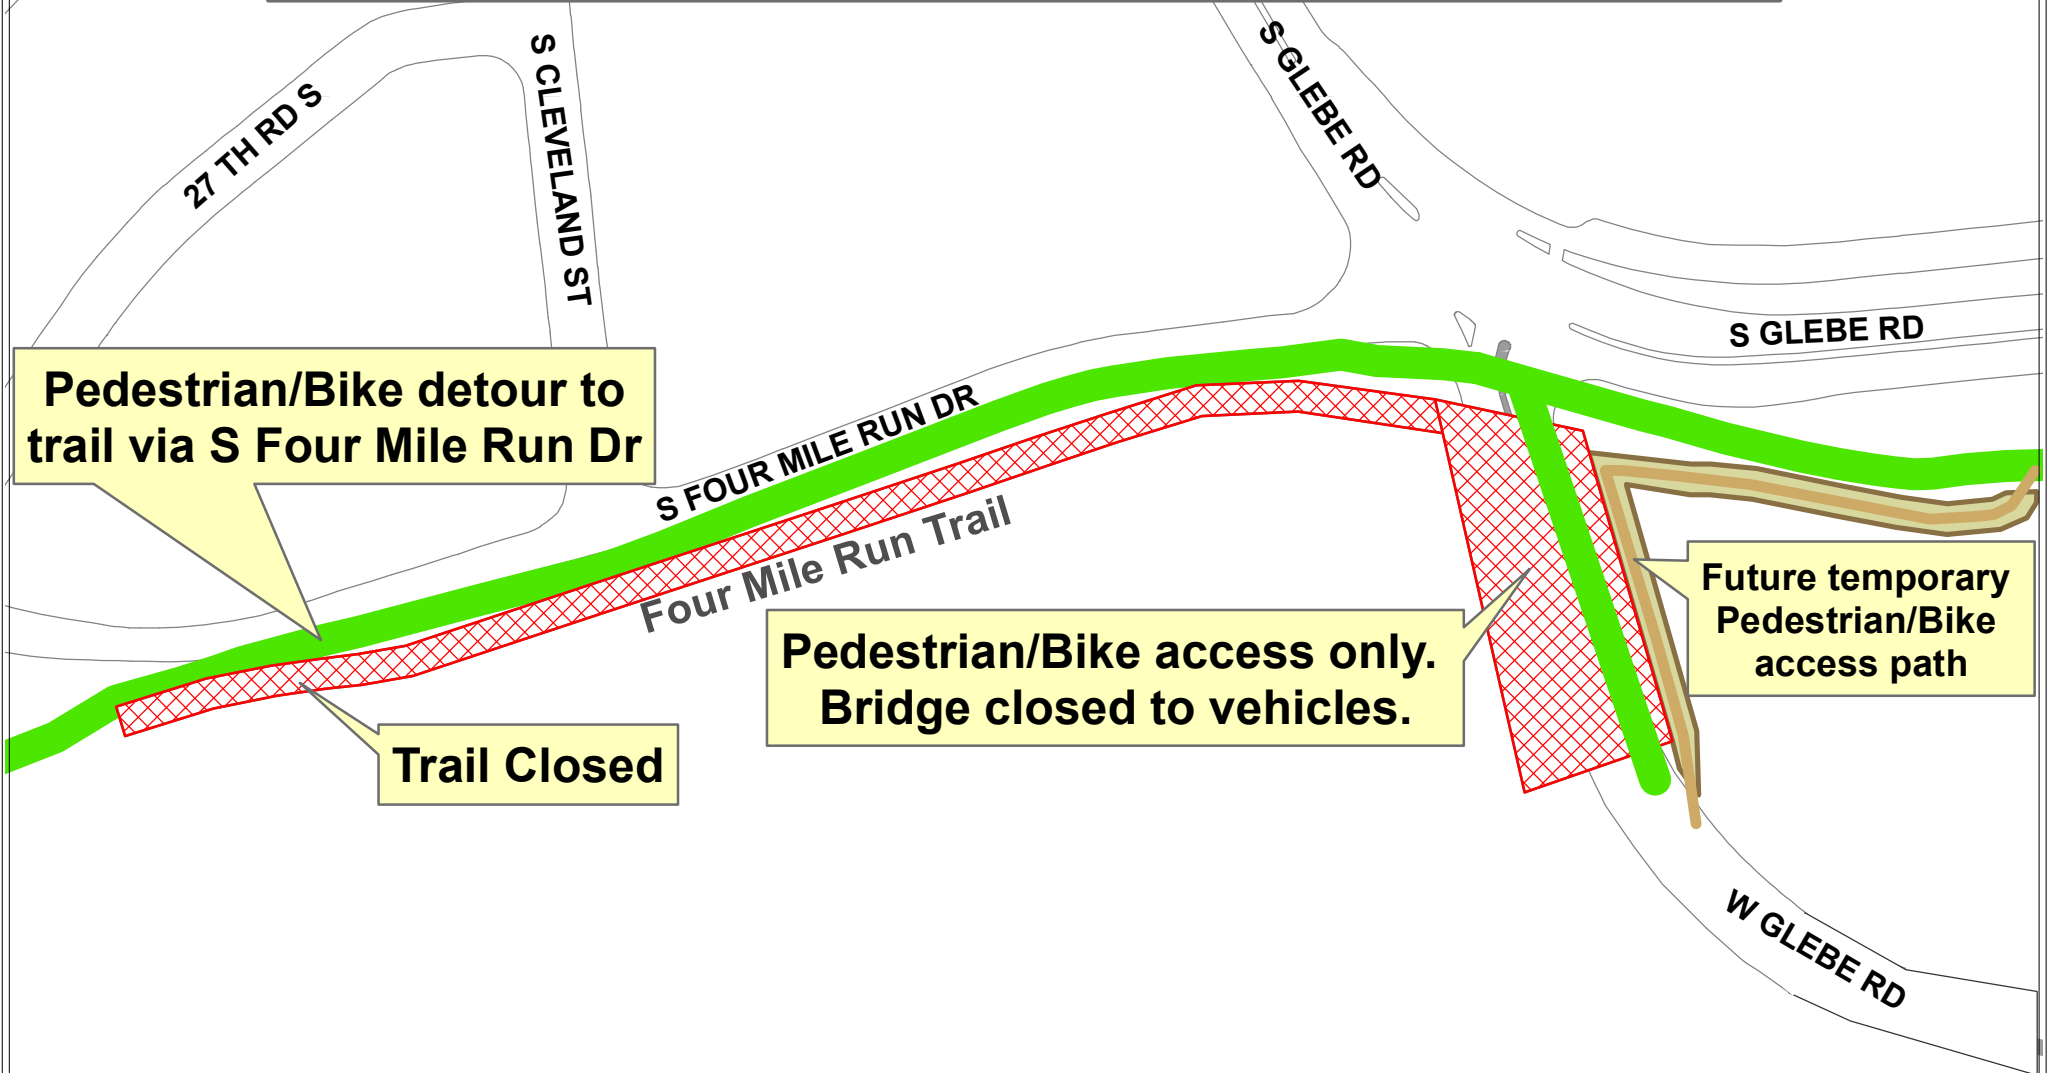 27 TH RD S
S CLEVELAND ST
S GLEBE RD
S GLEBE RD
Pedestrian/Bike detour to
trail via S Four Mile Run Dr
S FOUR MILE RUN DR
Four Mile Run Trail
Future temporary
Pedestrian/Bike
access path
Pedestrian/Bike access only.
Bridge closed to vehicles.
Trail Closed
W GLEBE RD